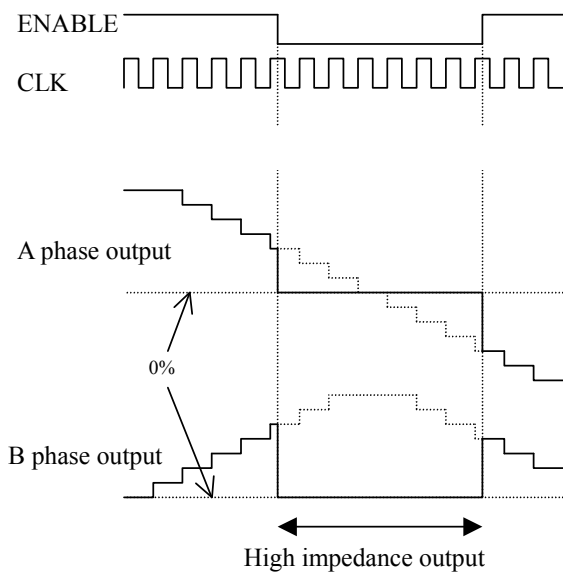 ENABLE
CLK
A phase output
0%
B phase output
High impedance output